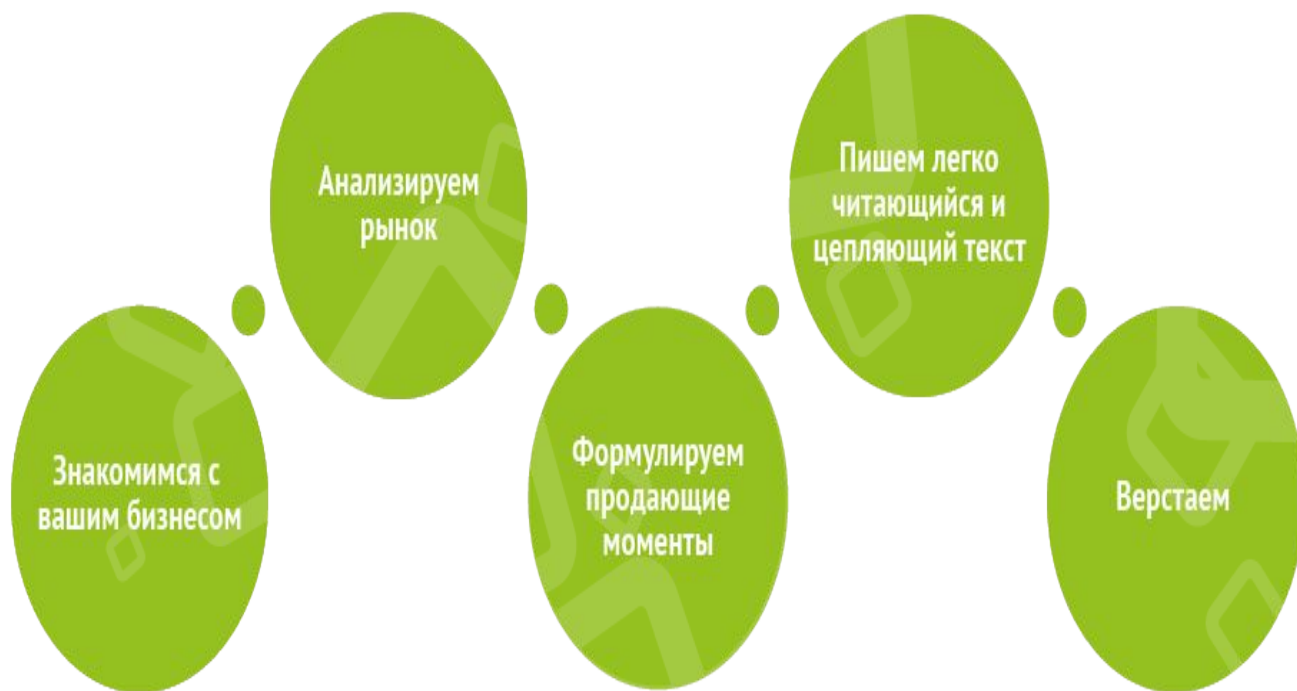 Знакомимся с
вашим бизнесом
Анализируем
рынок
Формулируем
продающие
моменты
Пишем легко
читающийся и
цепляющий текст
Верстаем